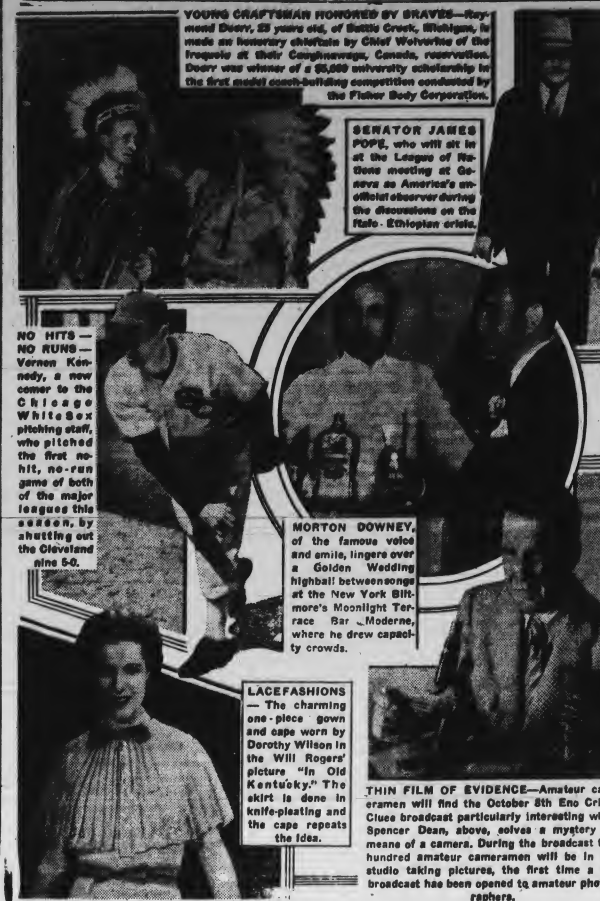 YOUNG CRAFTSMAN HONORED BY BRAVES—Ray-
mond Doerr, 23 years old, of Battle Creek, Michigan, is
made an honorary chieftain by Chief Wolverine of the
Iroquois at their Caughnawaga, Canada, reservation.
Doerr was winner of a $5,000 university scholarship in
the first model coach-building competition conducted by
the Fisher Body Corporation.
SENATOR JAMES
POPE, who will sit in
at the League of Na-
tions meeting at Ge-
neva as America's un-
official observer during
the discussions on the
Italo-Ethiopian crisis.
NO HITS —
NO RUNS —
Vernon Ken-
nedy, a new
comer to the
Chicago
White Sox
pitching staff,
who pitched
the first no-
hit, no-run
game of both
of the major
leagues this
season, by
shutting out
the Cleveland
nine 5-0.
MORTON DOWNEY,
of the famous voice
and smile, lingers over
a Golden Wedding
highball between songs
at the New York Bilt-
more's Moonlight Ter-
race Bar Moderne,
where he drew capaci-
ty crowds.
LACE FASHIONS
— The charming
one-piece gown
and cape worn by
Dorothy Wilson in
the Will Rogers'
picture "In Old
Kentucky." The
skirt is done in
knife-pleating and
the cape repeats
the idea.
THIN FILM OF EVIDENCE—Amateur ca
eramen will find the October 8th Eno Cri
Clues broadcast particularly interesting wi
Spencer Dean, above, solves a mystery
means of a camera. During the broadcast
hundred amateur cameramen will be in
studio taking pictures, the first time a
broadcast has been opened to amateur pho
raphers.